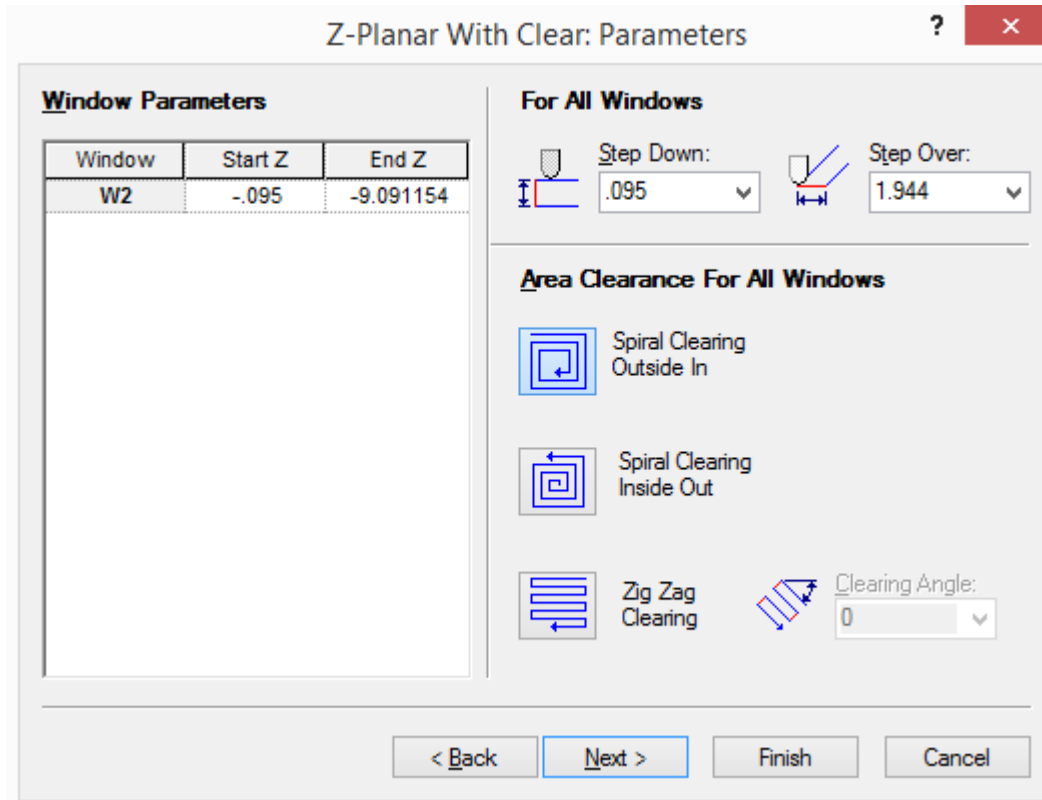 Z-Planar With Clear: Parameters
?
Window Parameters
Window Start Z End Z
W2 -.095 -9.091154
For All Windows
Step Down:
.095
Step Over:
1.944
Area Clearance For All Windows
Spiral Clearing
Outside In
Spiral Clearing
Inside Out
Zig Zag
Clearing
Clearing Angle:
0
< Back
Next >
Finish
Cancel